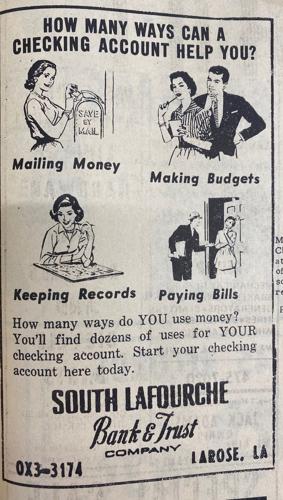 HOW MANY WAYS CAN A
CHECKING ACCOUNT HELP YOU?
SAVE
BY
MAIL
Mailing Money
Making Budgets
Keeping Records
Paying Bills
How many ways do YOU use money?
You'll find dozens of uses for YOUR
checking account. Start your checking
account here today.
SOUTH LAFOURCHE
Bank & Trust
COMPANY
OX3-3174
LAROSE, LA